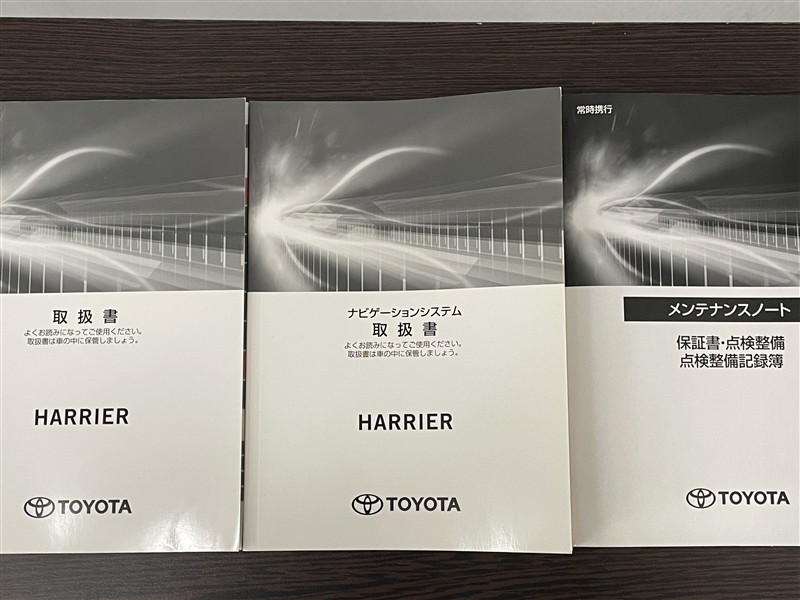 取扱書
よくお読みになってご使用ください。
取扱書は車の中に保管しましょう。
HARRIER
TOYOTA
ナビゲーションシステム
取扱書
よくお読みになってご使用ください。
取扱書は車の中に保管しましょう。
HARRIER
TOYOTA
常時携行
メンテナンスノート
保証書・点検整備
点検整備記録簿
TOYOTA